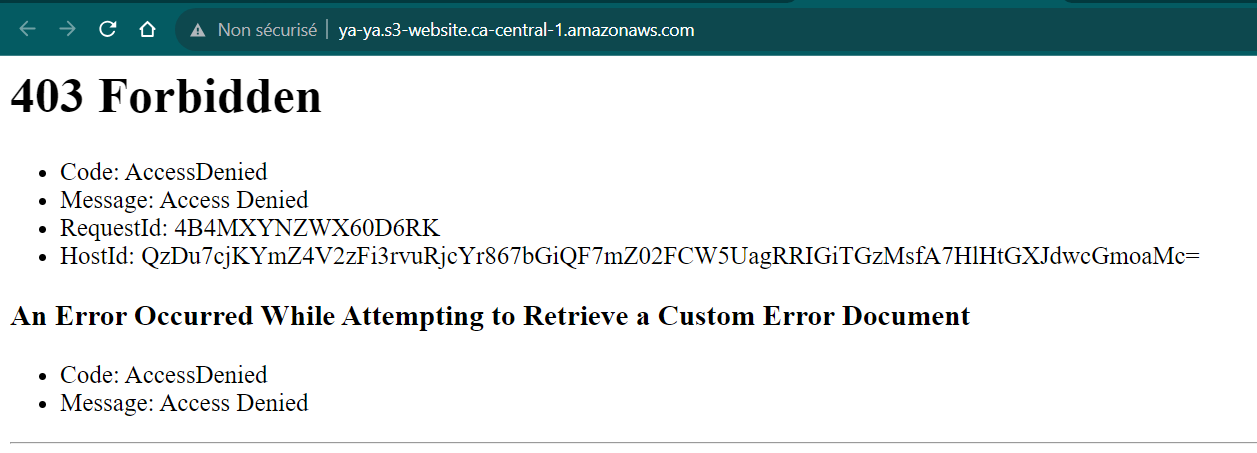 Non sécurisé ya-ya.s3-website.ca-central-1.amazonaws.com
403 Forbidden
Code: AccessDenied
Message: Access Denied
RequestId: 4B4MXYNZWX60D6RK
HostId: QzDu7cjKYmZ4V2zFi3rvuRjcYr867bGiQF7mZ02FCW5UagRRIGiTGzMsfA7HlHtGXJdwcGmoaMc=
An Error Occurred While Attempting to Retrieve a Custom Error Document
Code: AccessDenied
Message: Access Denied